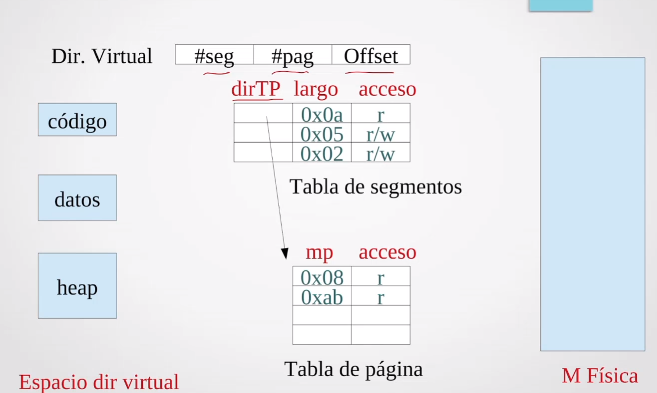 Dir. Virtual #seg #pag Offset
dirTP largo acceso
código 0x0a r
0x05 r/w
0x02 r/w
Tabla de segmentos
datos
mp acceso
heap 0x08 r
0xab r
Tabla de página
Espacio dir virtual
M Física